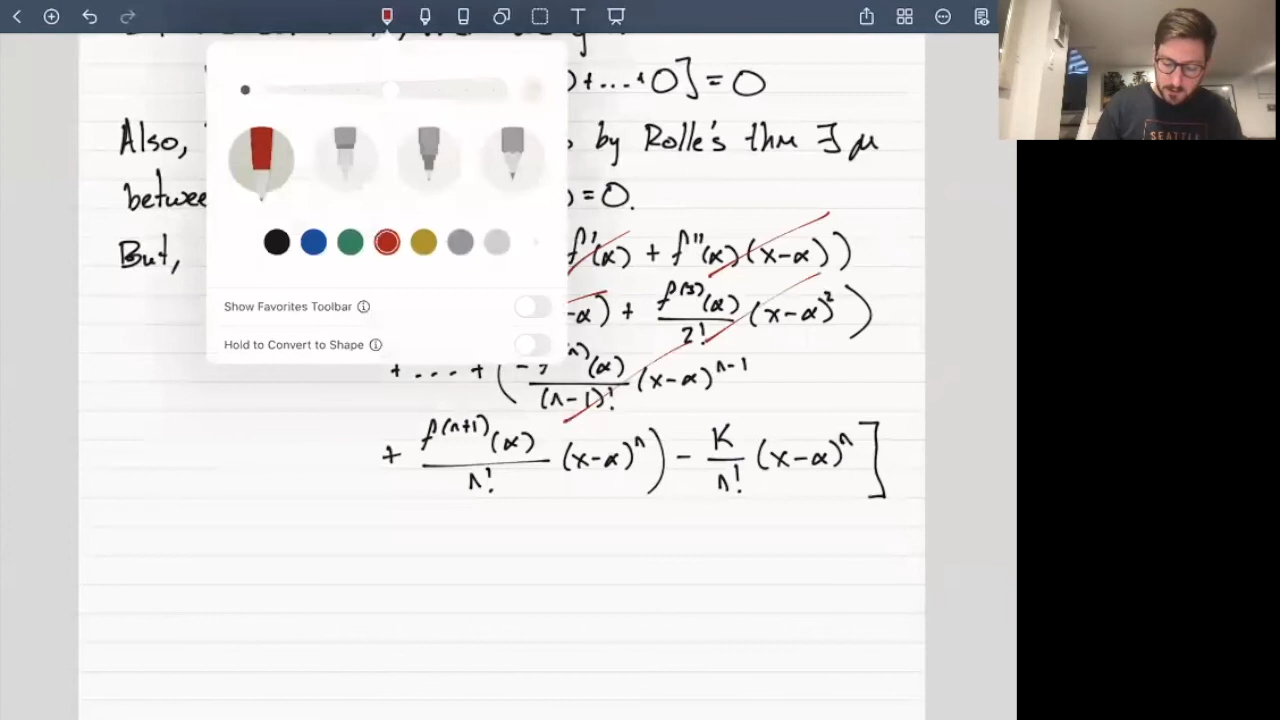 +...+0] = 0
Also, by Rolle's thm ∃ μ
between = 0.
But, f'(α) + f''(α)(x-α))
-α) + f⁽³⁾(α)/2! (x-α)²)
+ ... + ( (α)/(n-1)! (x-α)ⁿ⁻¹
+ f⁽ⁿ⁺¹⁾(α)/n! (x-α)ⁿ) - K/n! (x-α)ⁿ]
Show Favorites Toolbar
Hold to Convert to Shape
SEATTLE